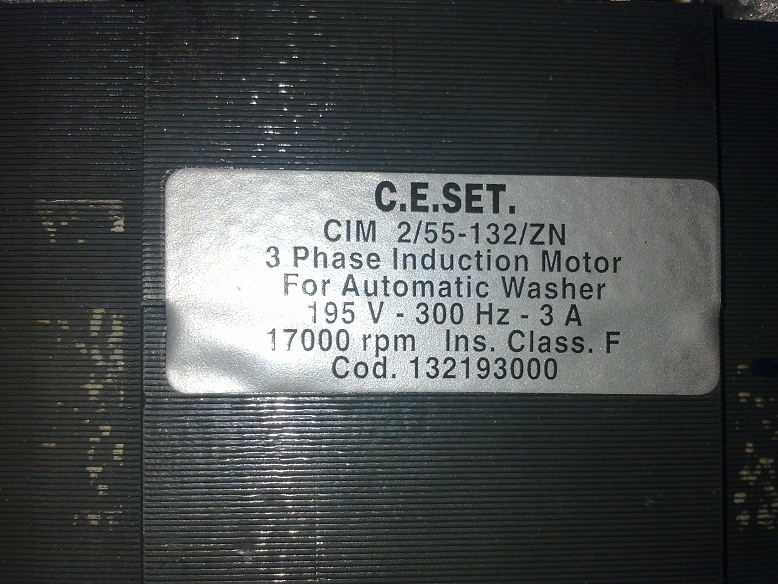 C.E.SET.
CIM 2/55-132/ZN
3 Phase Induction Motor
For Automatic Washer
195 V - 300 Hz - 3 A
17000 rpm Ins. Class. F
Cod. 132193000